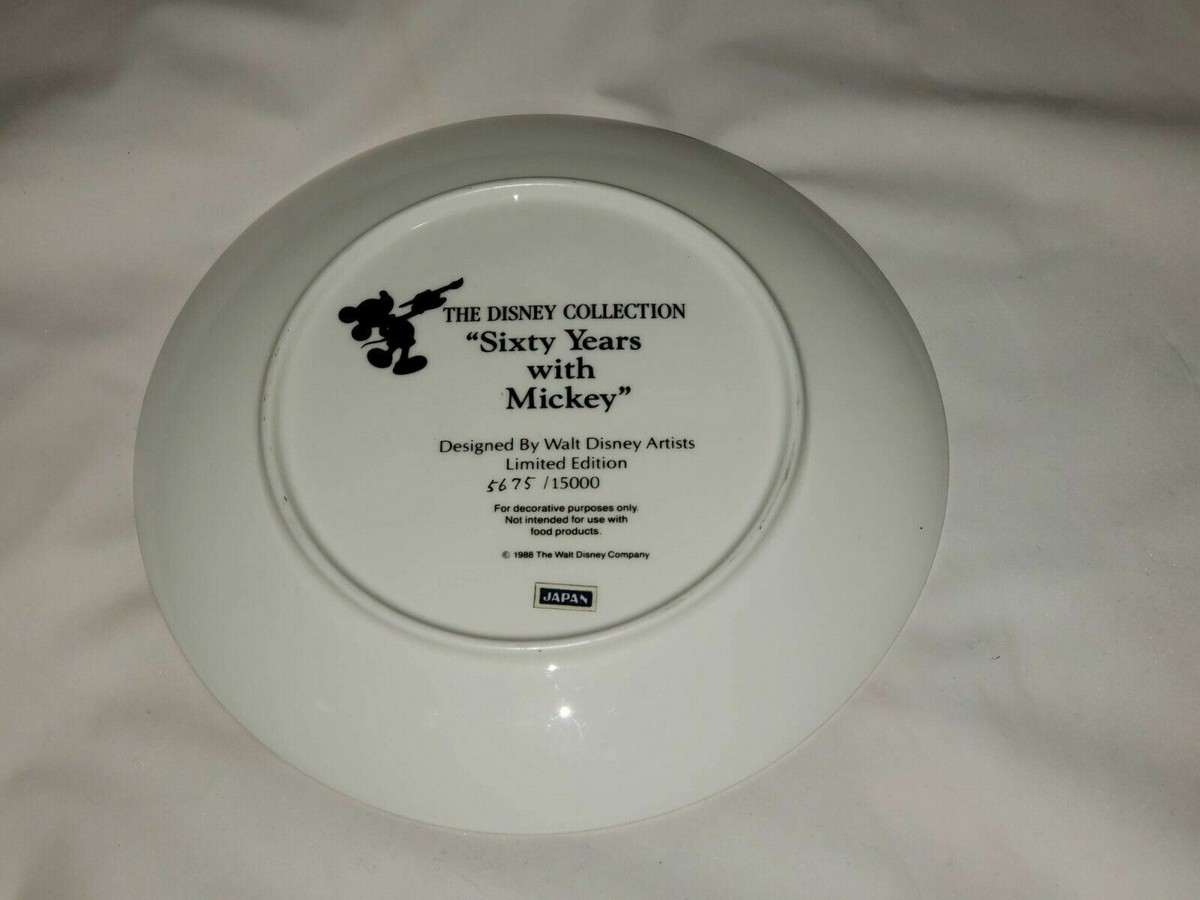 THE DISNEY COLLECTION
“Sixty Years
with
Mickey”
Designed By Walt Disney Artists
Limited Edition
5675 /15000
For decorative purposes only.
Not intended for use with
food products.
© 1988 The Walt Disney Company
JAPAN